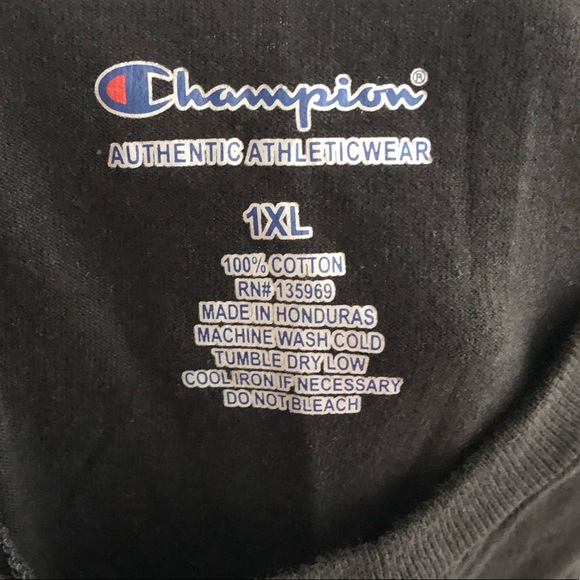 Champion®
AUTHENTIC ATHLETICWEAR
1XL
100% COTTON
RN# 135969
MADE IN HONDURAS
MACHINE WASH COLD
TUMBLE DRY LOW
COOL IRON IF NECESSARY
DO NOT BLEACH